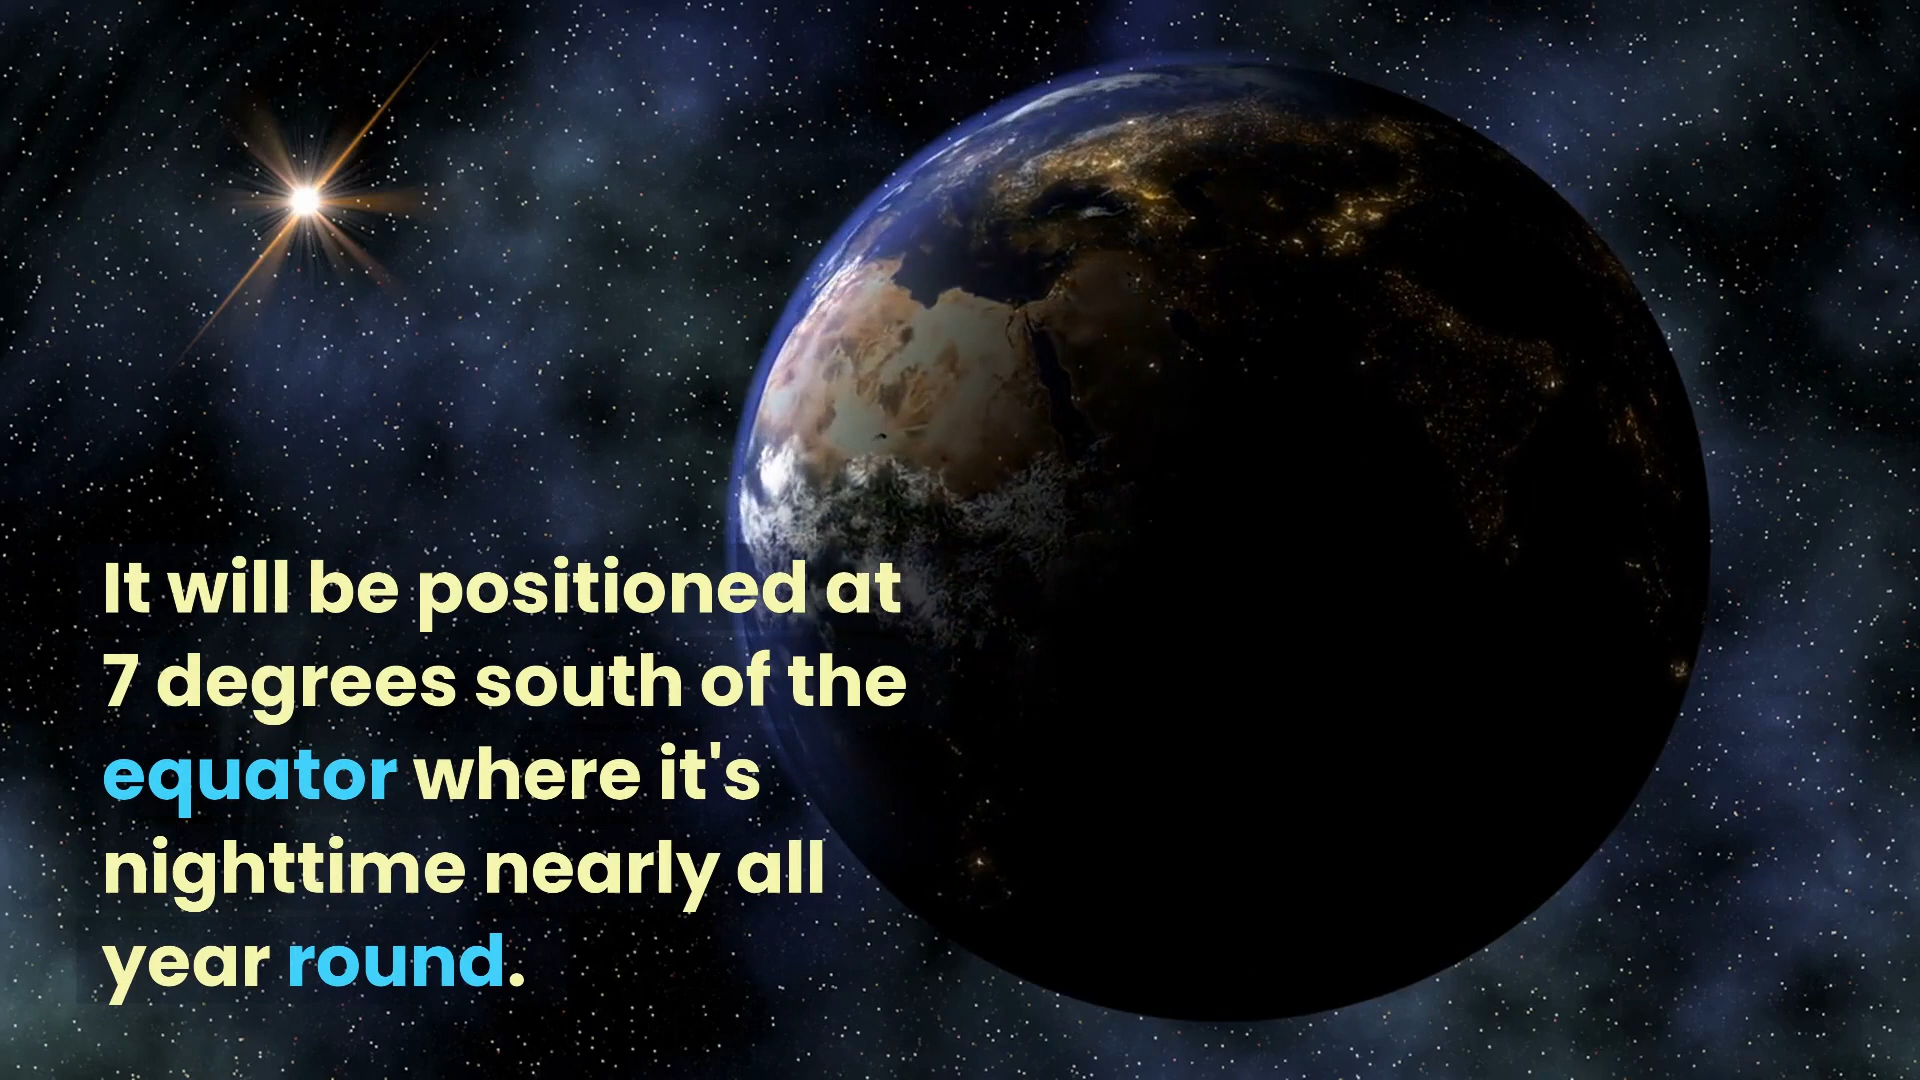 It will be positioned at
7 degrees south of the
equator where it's
nighttime nearly all
year round.